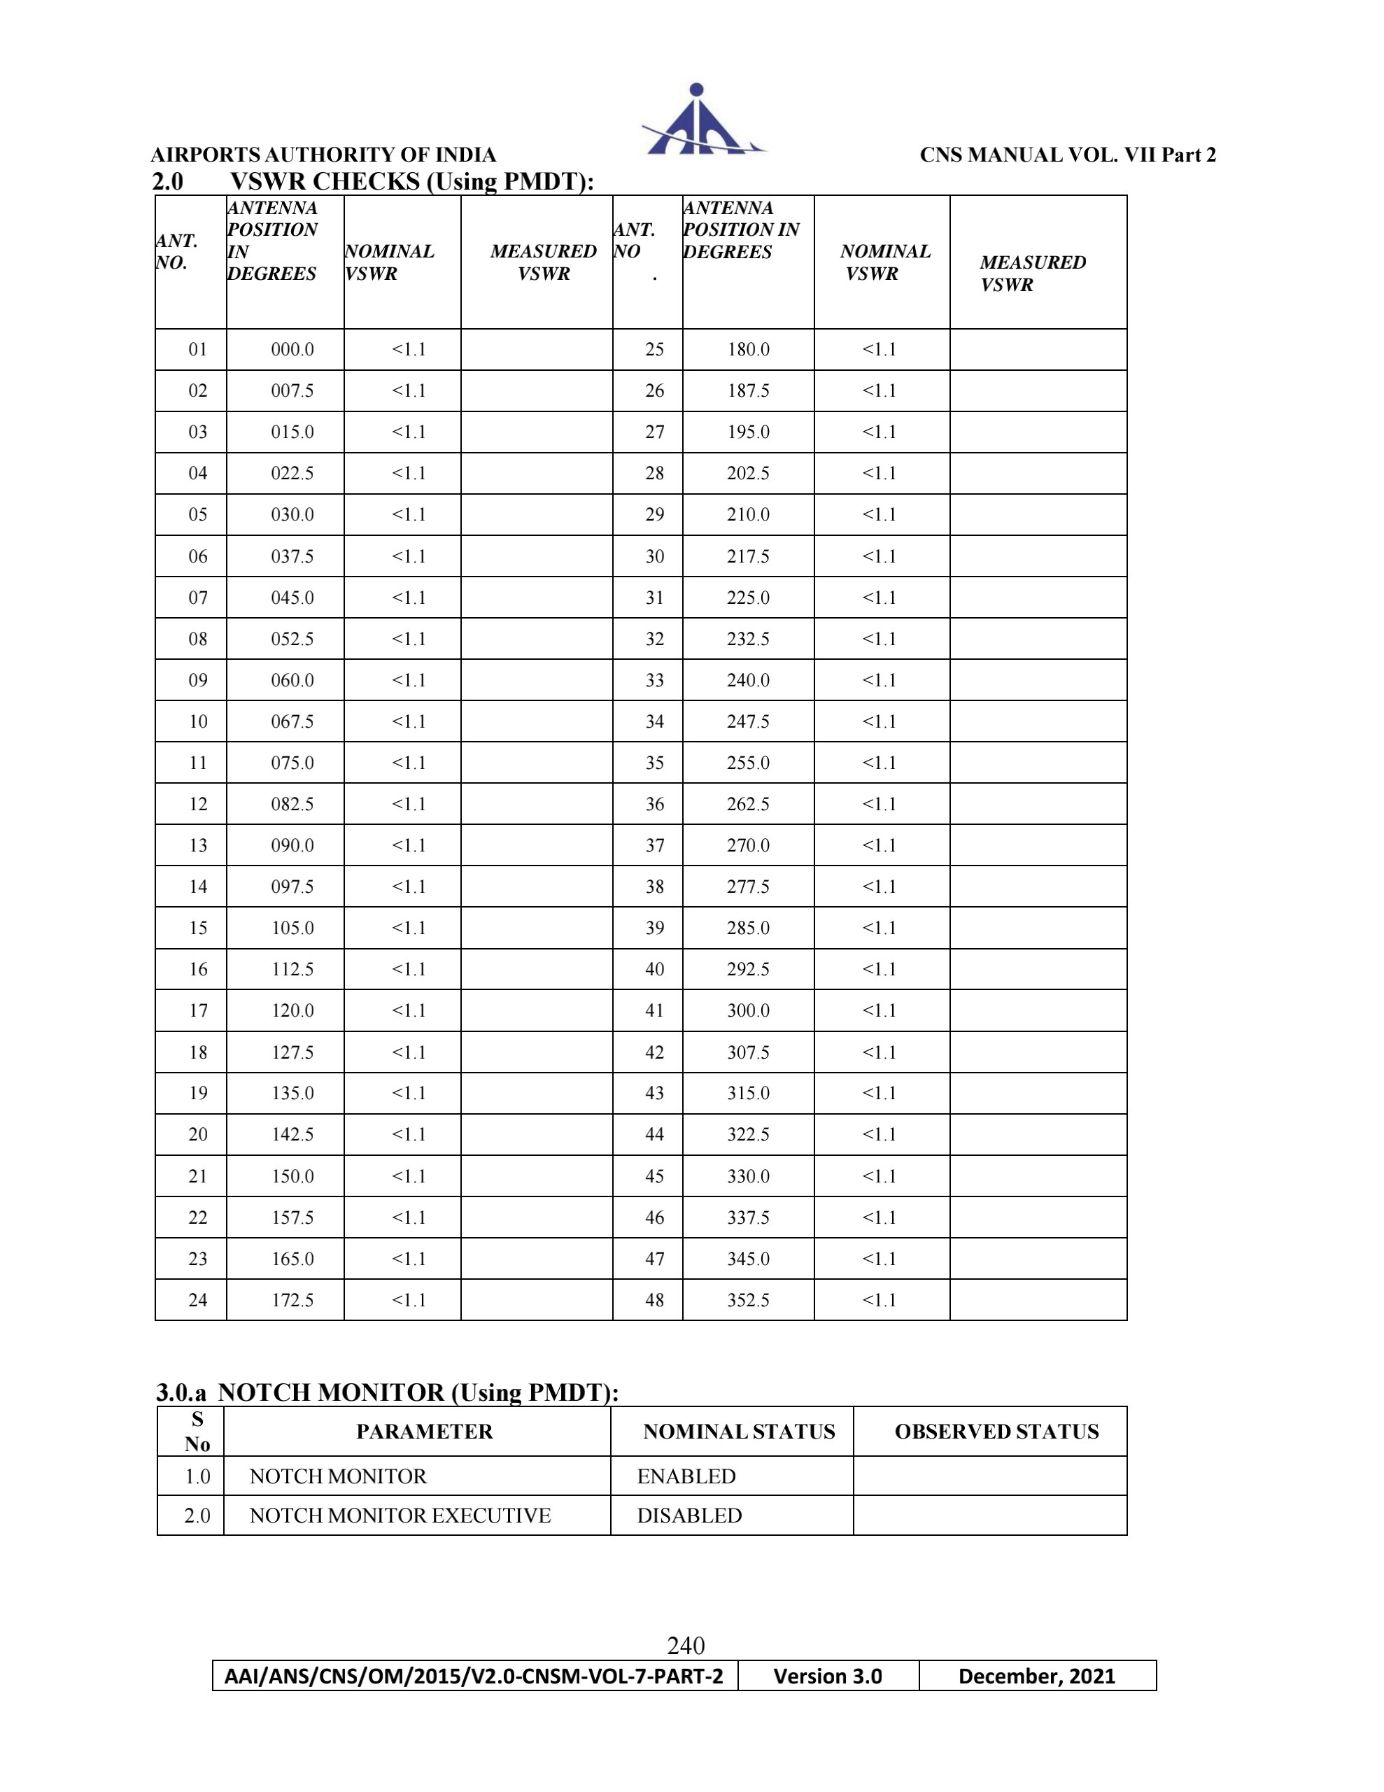 AIRPORTS AUTHORITY OF INDIA CNS MANUAL VOL. VII Part 2
2.0 VSWR CHECKS (Using PMDT):
ANT. NO. ANTENNA POSITION IN DEGREES NOMINAL VSWR MEASURED VSWR ANT. NO . ANTENNA POSITION IN DEGREES NOMINAL VSWR MEASURED VSWR
01 000.0 <1.1 25 180.0 <1.1
02 007.5 <1.1 26 187.5 <1.1
03 015.0 <1.1 27 195.0 <1.1
04 022.5 <1.1 28 202.5 <1.1
05 030.0 <1.1 29 210.0 <1.1
06 037.5 <1.1 30 217.5 <1.1
07 045.0 <1.1 31 225.0 <1.1
08 052.5 <1.1 32 232.5 <1.1
09 060.0 <1.1 33 240.0 <1.1
10 067.5 <1.1 34 247.5 <1.1
11 075.0 <1.1 35 255.0 <1.1
12 082.5 <1.1 36 262.5 <1.1
13 090.0 <1.1 37 270.0 <1.1
14 097.5 <1.1 38 277.5 <1.1
15 105.0 <1.1 39 285.0 <1.1
16 112.5 <1.1 40 292.5 <1.1
17 120.0 <1.1 41 300.0 <1.1
18 127.5 <1.1 42 307.5 <1.1
19 135.0 <1.1 43 315.0 <1.1
20 142.5 <1.1 44 322.5 <1.1
21 150.0 <1.1 45 330.0 <1.1
22 157.5 <1.1 46 337.5 <1.1
23 165.0 <1.1 47 345.0 <1.1
24 172.5 <1.1 48 352.5 <1.1
3.0.a NOTCH MONITOR (Using PMDT):
S No PARAMETER NOMINAL STATUS OBSERVED STATUS
1.0 NOTCH MONITOR ENABLED
2.0 NOTCH MONITOR EXECUTIVE DISABLED
240
AAI/ANS/CNS/OM/2015/V2.0-CNSM-VOL-7-PART-2 Version 3.0 December, 2021